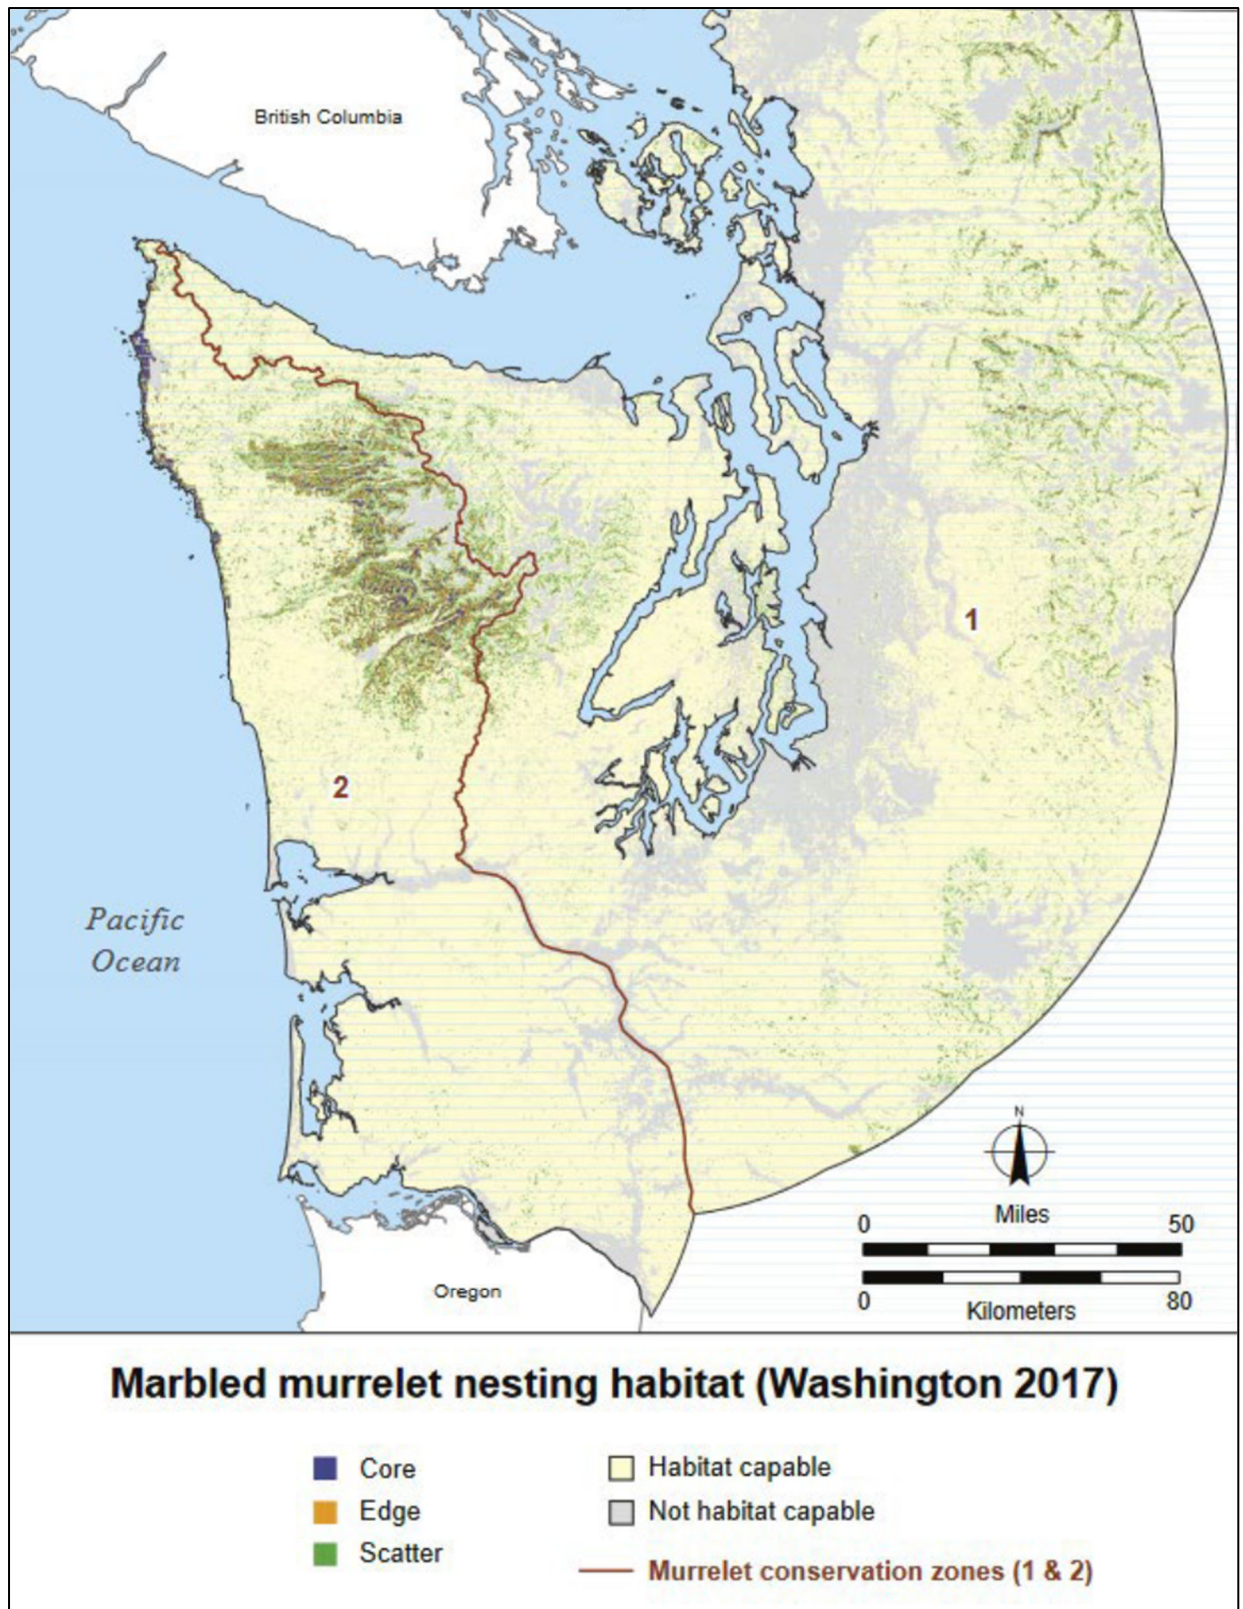 British Columbia
1
2
Pacific
Ocean
N
Miles
0 50
0 80
Kilometers
Oregon
Marbled murrelet nesting habitat (Washington 2017)
Core
Edge
Scatter
Habitat capable
Not habitat capable
Murrelet conservation zones (1 & 2)